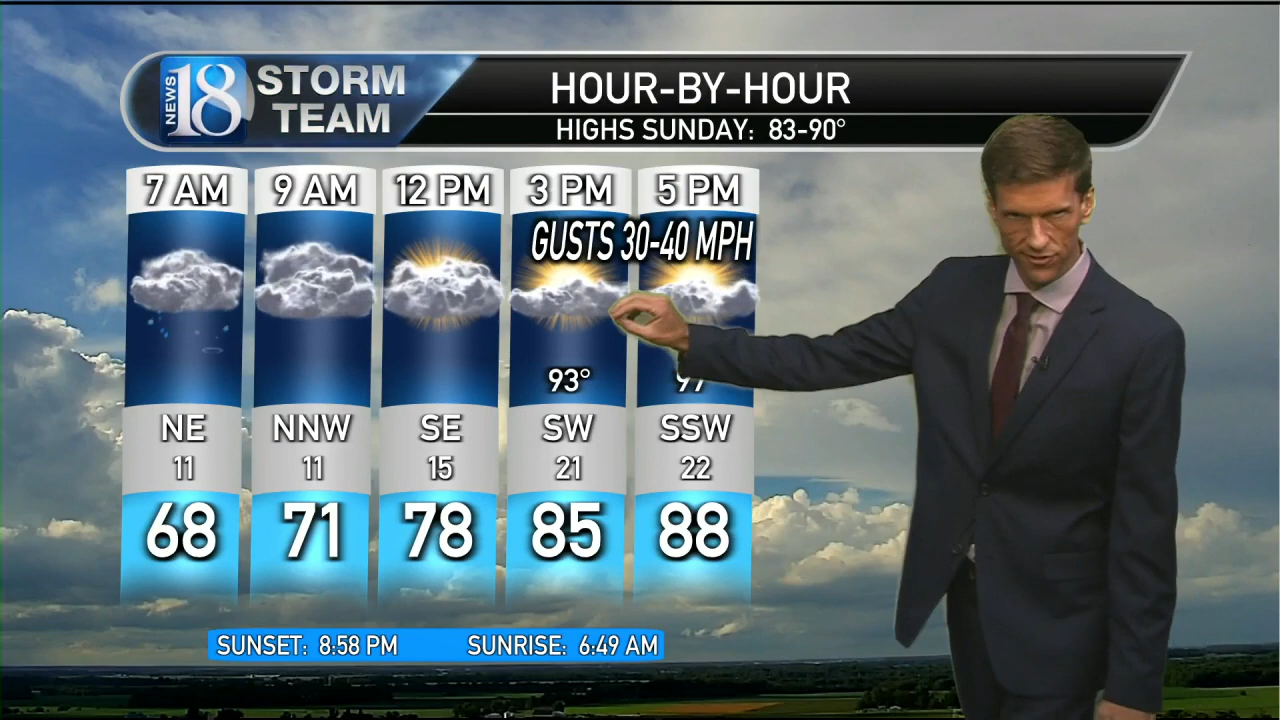 NEWS 18 STORM TEAM
HOUR-BY-HOUR
HIGHS SUNDAY: 83-90°
7 AM 9 AM 12 PM 3 PM 5 PM
GUSTS 30-40 MPH
93°
NE NNW SE SW SSW
11 11 15 21 22
68 71 78 85 88
SUNSET: 8:58 PM SUNRISE: 6:49 AM